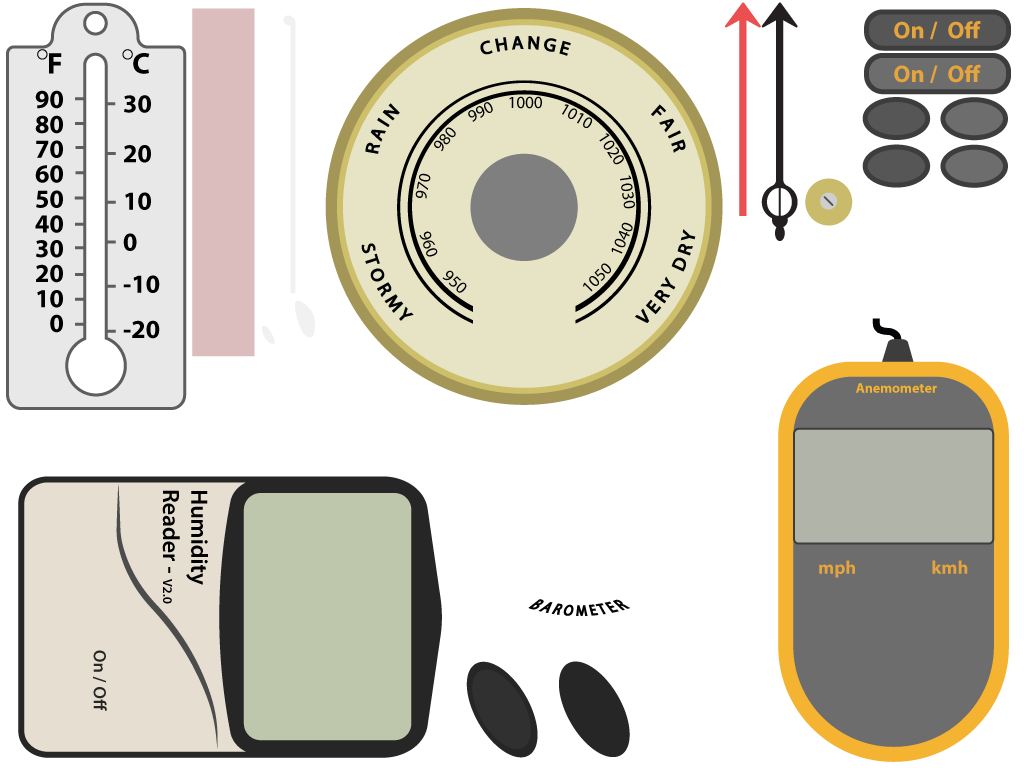 °F
°C
90
80
70
60
50
40
30
20
10
0
30
20
10
0
-10
-20
STORMY
RAIN
CHANGE
FAIR
VERY DRY
950
960
970
980
990
1000
1010
1020
1030
1040
1050
On / Off
On / Off
Anemometer
mph
kmh
Humidity
Reader - V2.0
On / Off
BAROMETER